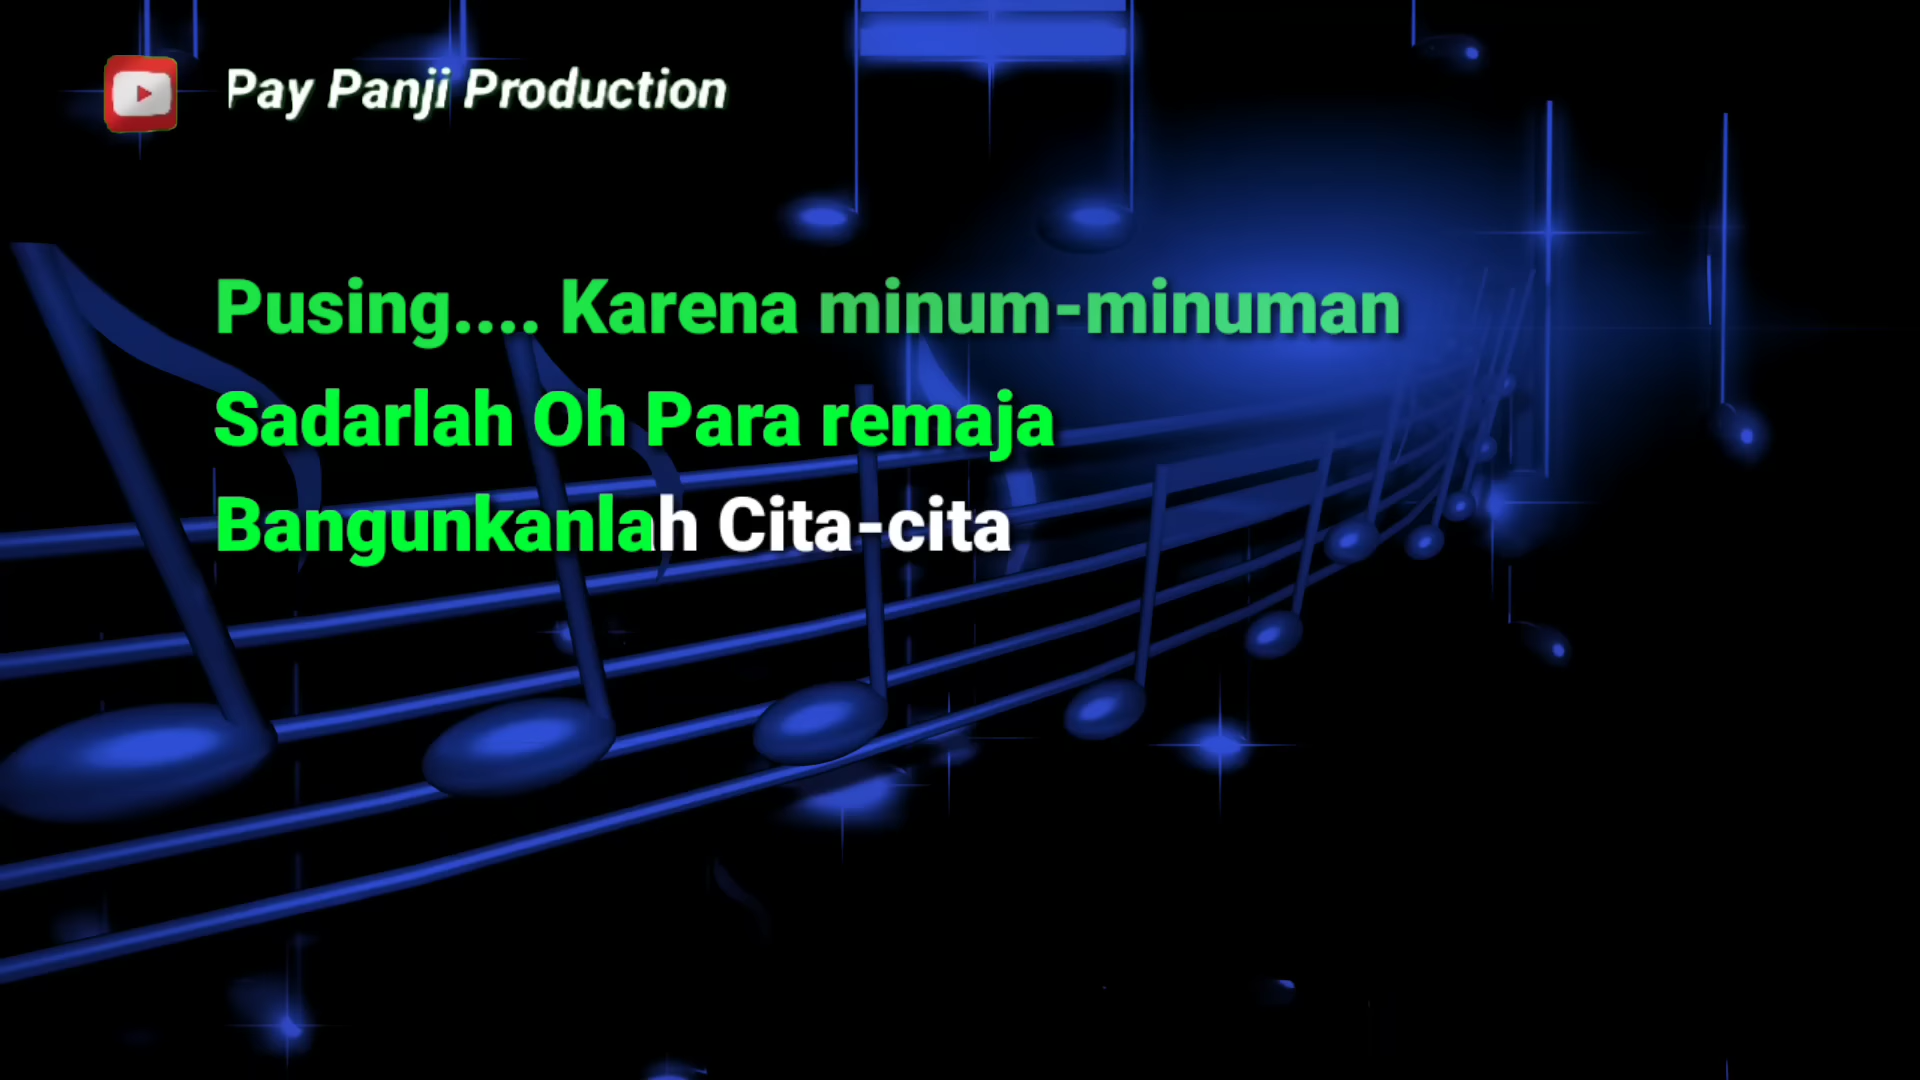 Pay Panji Production
Pusing.... Karena minum-minuman
Sadarlah Oh Para remaja
Bangunkanlah Cita-cita